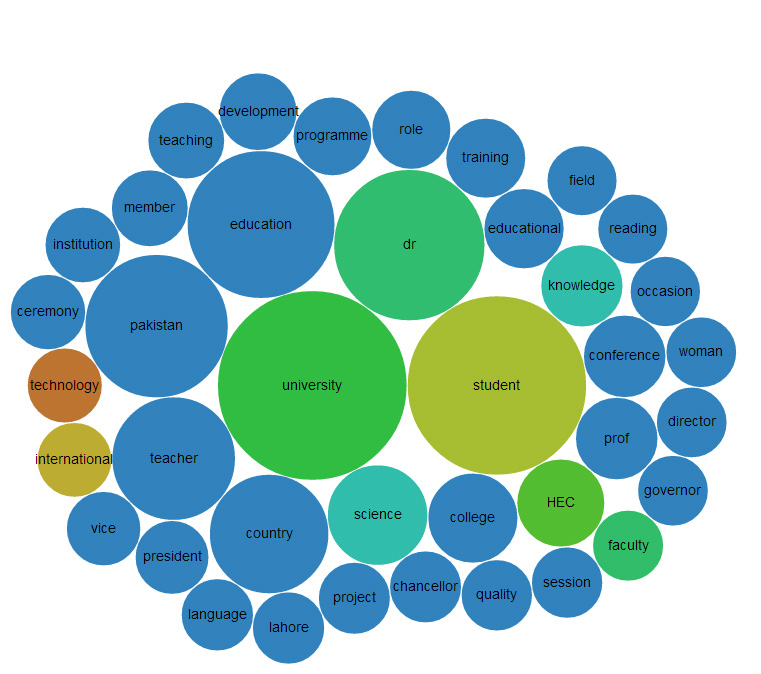 development
programme
role
teaching
training
field
member
education
educational
reading
institution
dr
knowledge
occasion
ceremony
pakistan
conference
woman
technology
university
student
director
prof
international
teacher
governor
HEC
science
college
vice
country
faculty
president
session
chancellor
quality
project
language
lahore